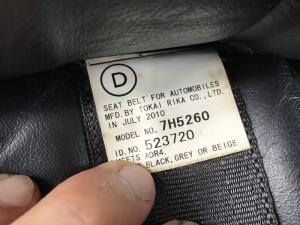 D
SEAT BELT FOR AUTOMOBILES
MFD. BY TOKAI RIKA CO., LTD.
IN JULY 2010
MODEL NO. 7H5260
ID. NO. 523720
MEETS ADR4.
BLACK, GREY OR BEIGE